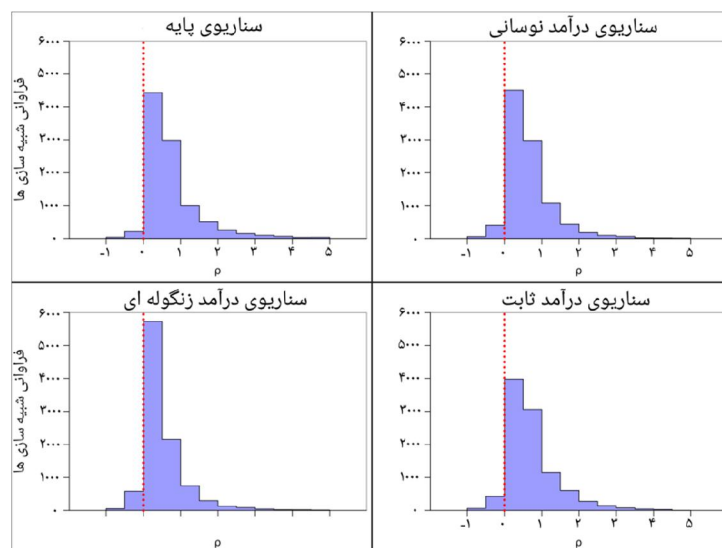 سناریوی پایه
فراوانی شبیه سازی ها
۶۰۰۰
۵۰۰۰
۴۰۰۰
۳۰۰۰
۲۰۰۰
۱۰۰۰
۰
-۱ ۰ ۱ ۲ ۳ ۴ ۵
ρ
سناریوی درآمد نوسانی
۶۰۰۰
۵۰۰۰
۴۰۰۰
۳۰۰۰
۲۰۰۰
۱۰۰۰
۰
-۱ ۰ ۱ ۲ ۳ ۴ ۵
ρ
سناریوی درآمد زنگوله ای
فراوانی شبیه سازی ها
۶۰۰۰
۵۰۰۰
۴۰۰۰
۳۰۰۰
۲۰۰۰
۱۰۰۰
۰
ρ
سناریوی درآمد ثابت
۶۰۰۰
۵۰۰۰
۴۰۰۰
۳۰۰۰
۲۰۰۰
۱۰۰۰
۰
-۱ ۰ ۱ ۲ ۳ ۴ ۵
ρ